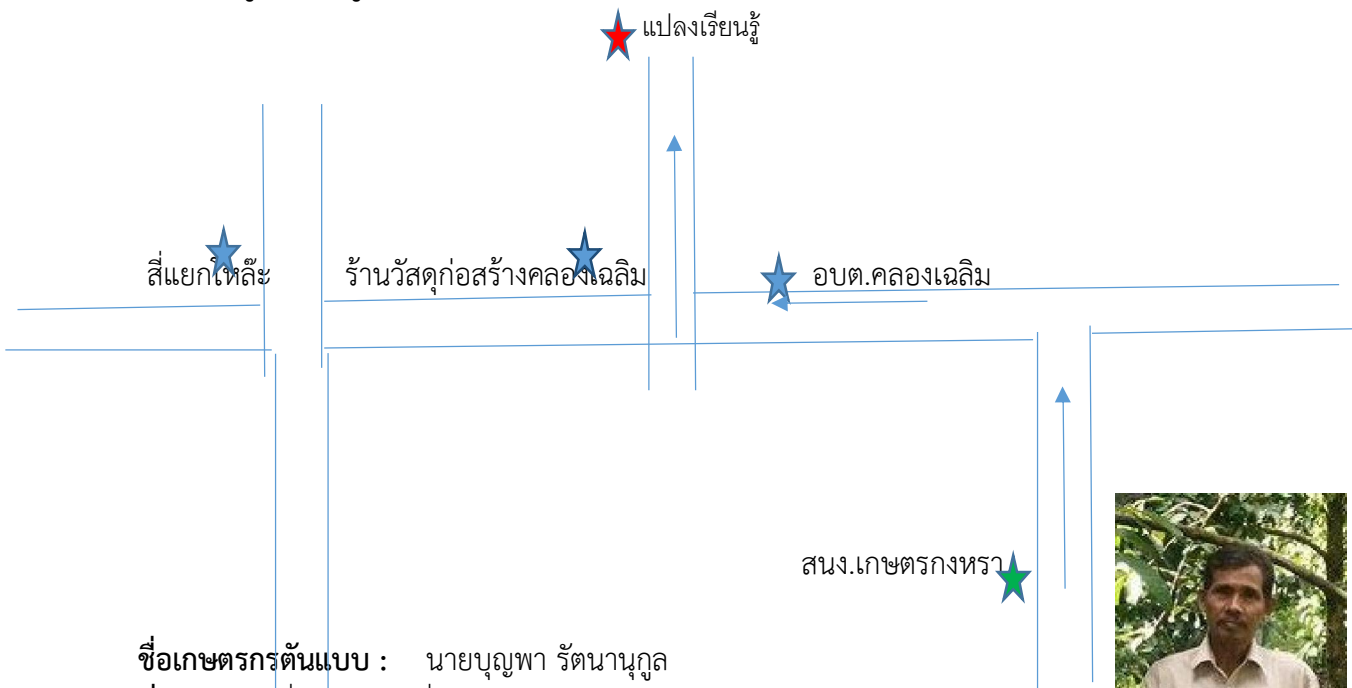 แปลงเรียนรู้
สี่แยกโหล๊ะ ร้านวัสดุก่อสร้างคลองเฉลิม อบต.คลองเฉลิม
สนง.เกษตรกงหรา
ชื่อเกษตรกรต้นแบบ : นายบุญพา รัตนานุกูล